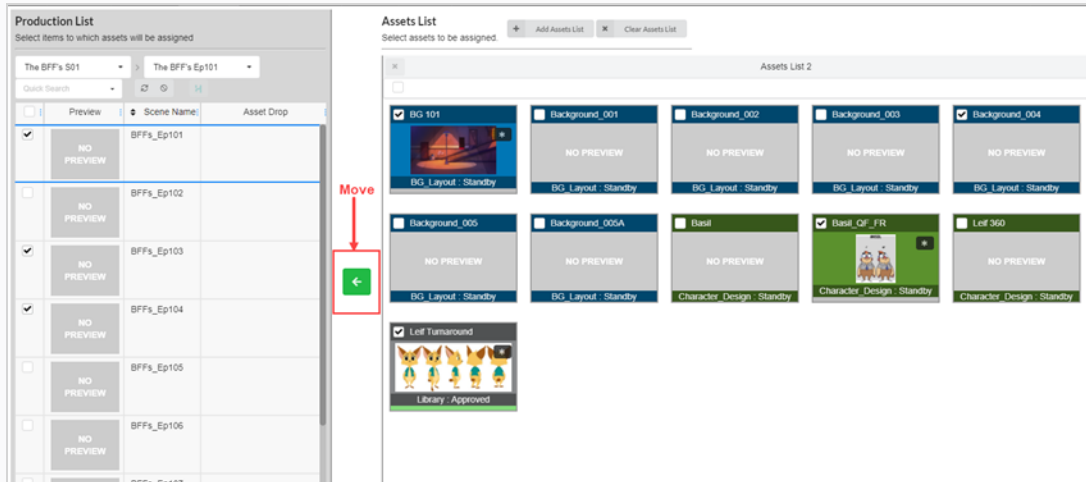 Production List
Select items to which assets will be assigned
The BFF's S01
The BFF's Ep101
Quick Search
Preview
Scene Name
Asset Drop
NO PREVIEW
BFFs_Ep101
NO PREVIEW
BFFs_Ep102
NO PREVIEW
BFFs_Ep103
NO PREVIEW
BFFs_Ep104
NO PREVIEW
BFFs_Ep105
NO PREVIEW
BFFs_Ep106
Move
Assets List
Select assets to be assigned.
Add Assets List
Clear Assets List
Assets List 2
BG 101
BG_Layout : Standby
Background_001
NO PREVIEW
BG_Layout : Standby
Background_002
NO PREVIEW
BG_Layout : Standby
Background_003
NO PREVIEW
BG_Layout : Standby
Background_004
NO PREVIEW
BG_Layout : Standby
Background_005
NO PREVIEW
BG_Layout : Standby
Background_005A
NO PREVIEW
BG_Layout : Standby
Basil
NO PREVIEW
Character_Design : Standby
Basil_QF_FR
Character_Design : Standby
Leif 360
NO PREVIEW
Character_Design : Standby
Leif Turnaround
Library : Approved